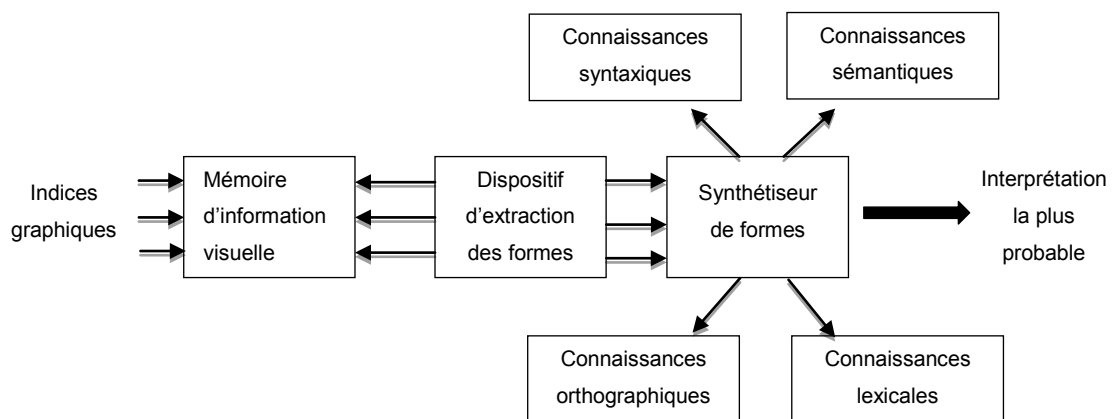 Connaissances
syntaxiques
Connaissances
sémantiques
Indices
graphiques
Mémoire
d’information
visuelle
Dispositif
d’extraction
des formes
Synthétiseur
de formes
Interprétation
la plus
probable
Connaissances
orthographiques
Connaissances
lexicales